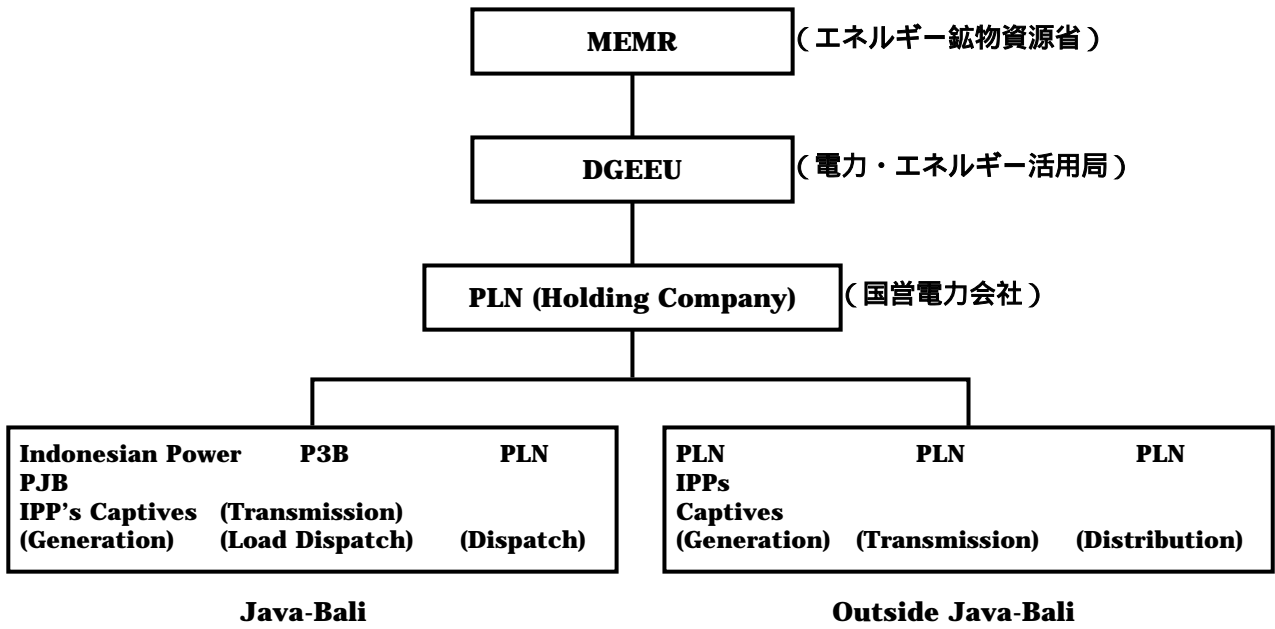 MEMR (エネルギー鉱物資源省)
DGEEU (電力・エネルギー活用局)
PLN (Holding Company) (国営電力会社)
Indonesian Power P3B PLN
PJB
IPP's Captives (Transmission)
(Generation) (Load Dispatch) (Dispatch)
Java-Bali
PLN PLN PLN
IPPs
Captives
(Generation) (Transmission) (Distribution)
Outside Java-Bali